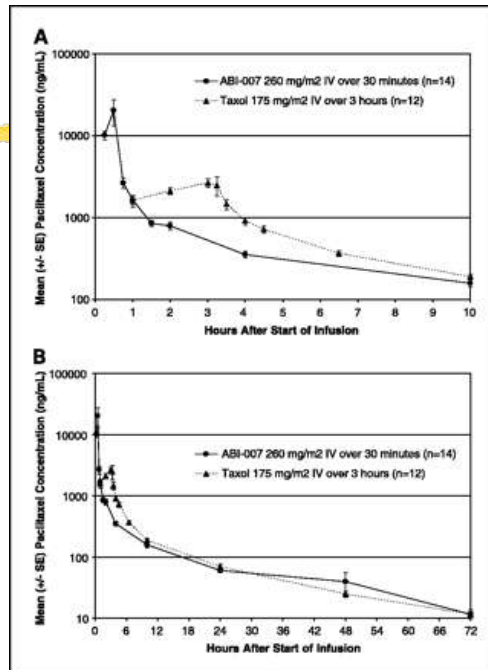 A
Mean (+/- SE) Paclitaxel Concentration (ng/mL)
100000
10000
1000
100
ABI-007 260 mg/m2 IV over 30 minutes (n=14)
Taxol 175 mg/m2 IV over 3 hours (n=12)
0 1 2 3 4 5 6 7 8 9 10
Hours After Start of Infusion
B
Mean (+/- SE) Paclitaxel Concentration (ng/mL)
100000
10000
1000
100
10
ABI-007 260 mg/m2 IV over 30 minutes (n=14)
Taxol 175 mg/m2 IV over 3 hours (n=12)
0 6 12 18 24 30 36 42 48 54 60 66 72
Hours After Start of Infusion